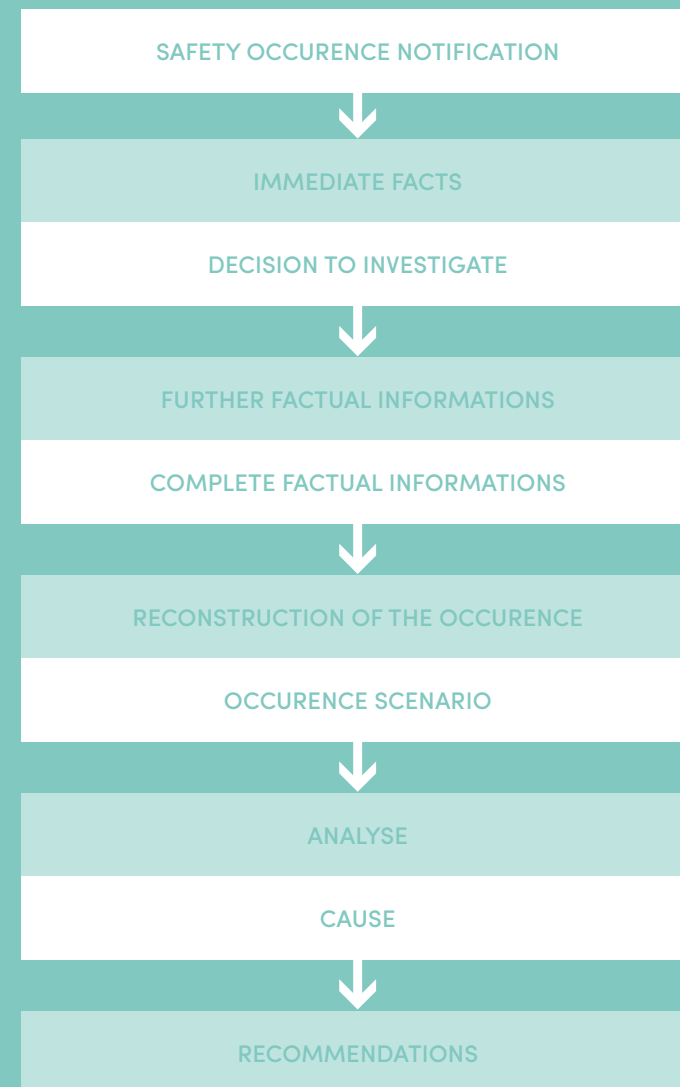 SAFETY OCCURENCE NOTIFICATION
IMMEDIATE FACTS
DECISION TO INVESTIGATE
FURTHER FACTUAL INFORMATIONS
COMPLETE FACTUAL INFORMATIONS
RECONSTRUCTION OF THE OCCURENCE
OCCURENCE SCENARIO
ANALYSE
CAUSE
RECOMMENDATIONS